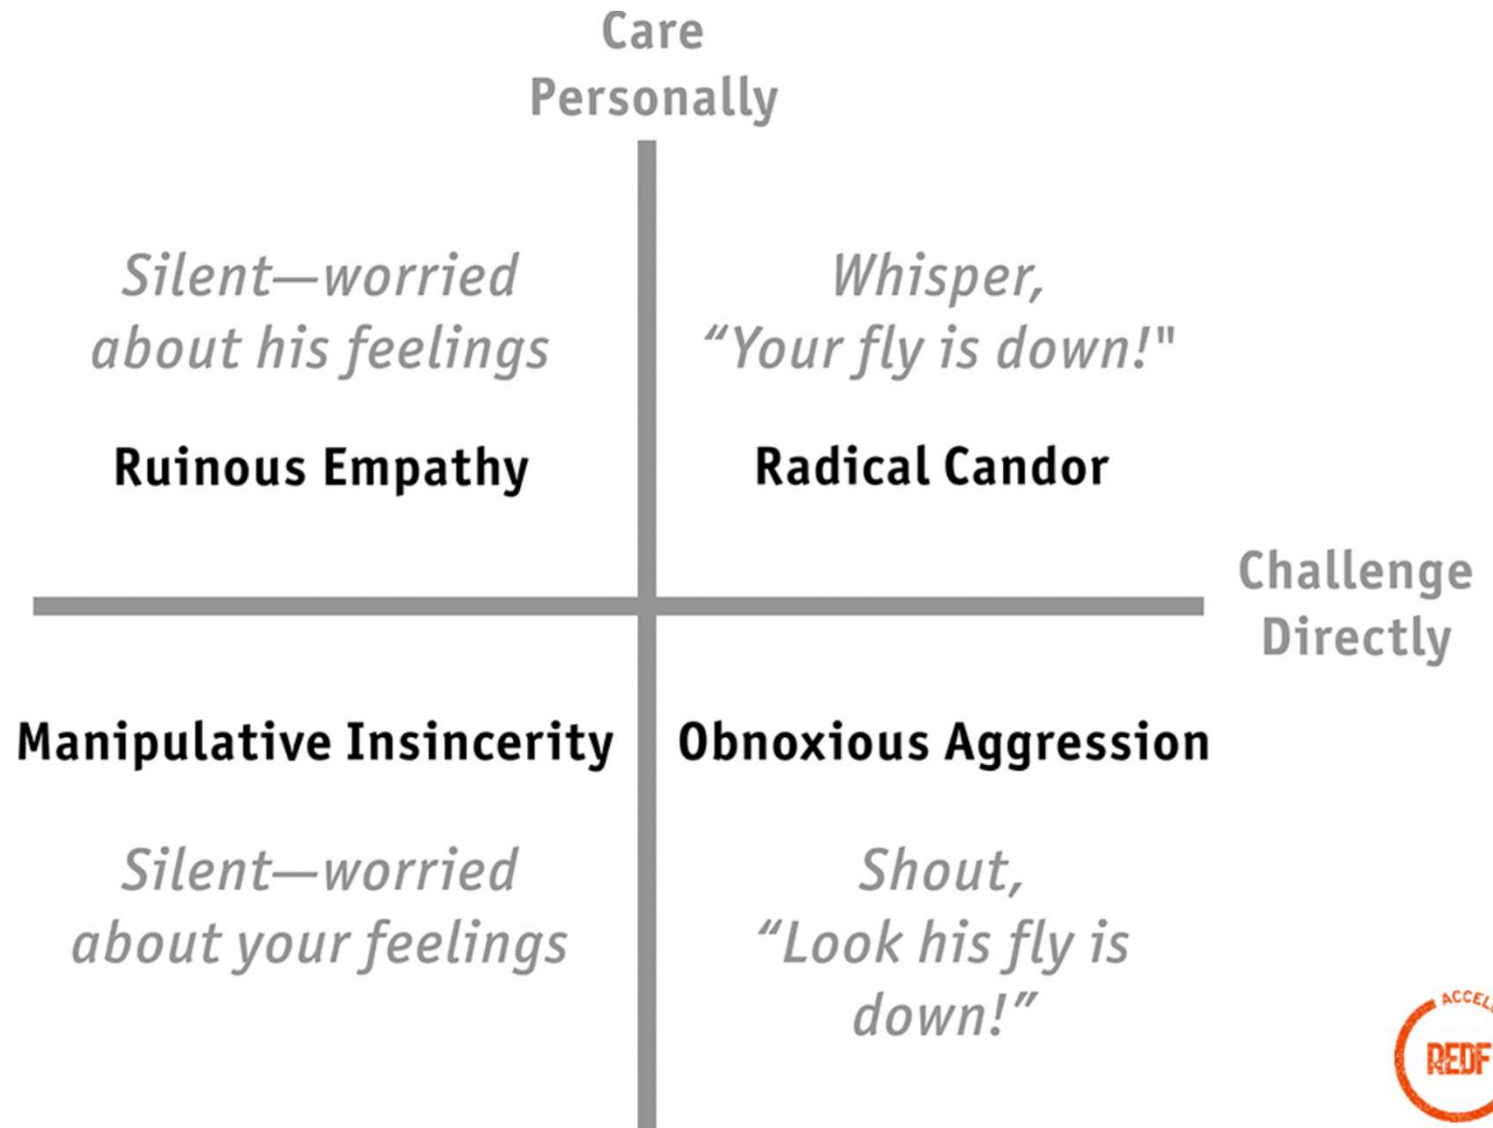 Care
Personally
Silent—worried
about his feelings
Ruinous Empathy
Whisper,
“Your fly is down!"
Radical Candor
Challenge
Directly
Manipulative Insincerity
Silent—worried
about your feelings
Obnoxious Aggression
Shout,
“Look his fly is
down!”
REDF